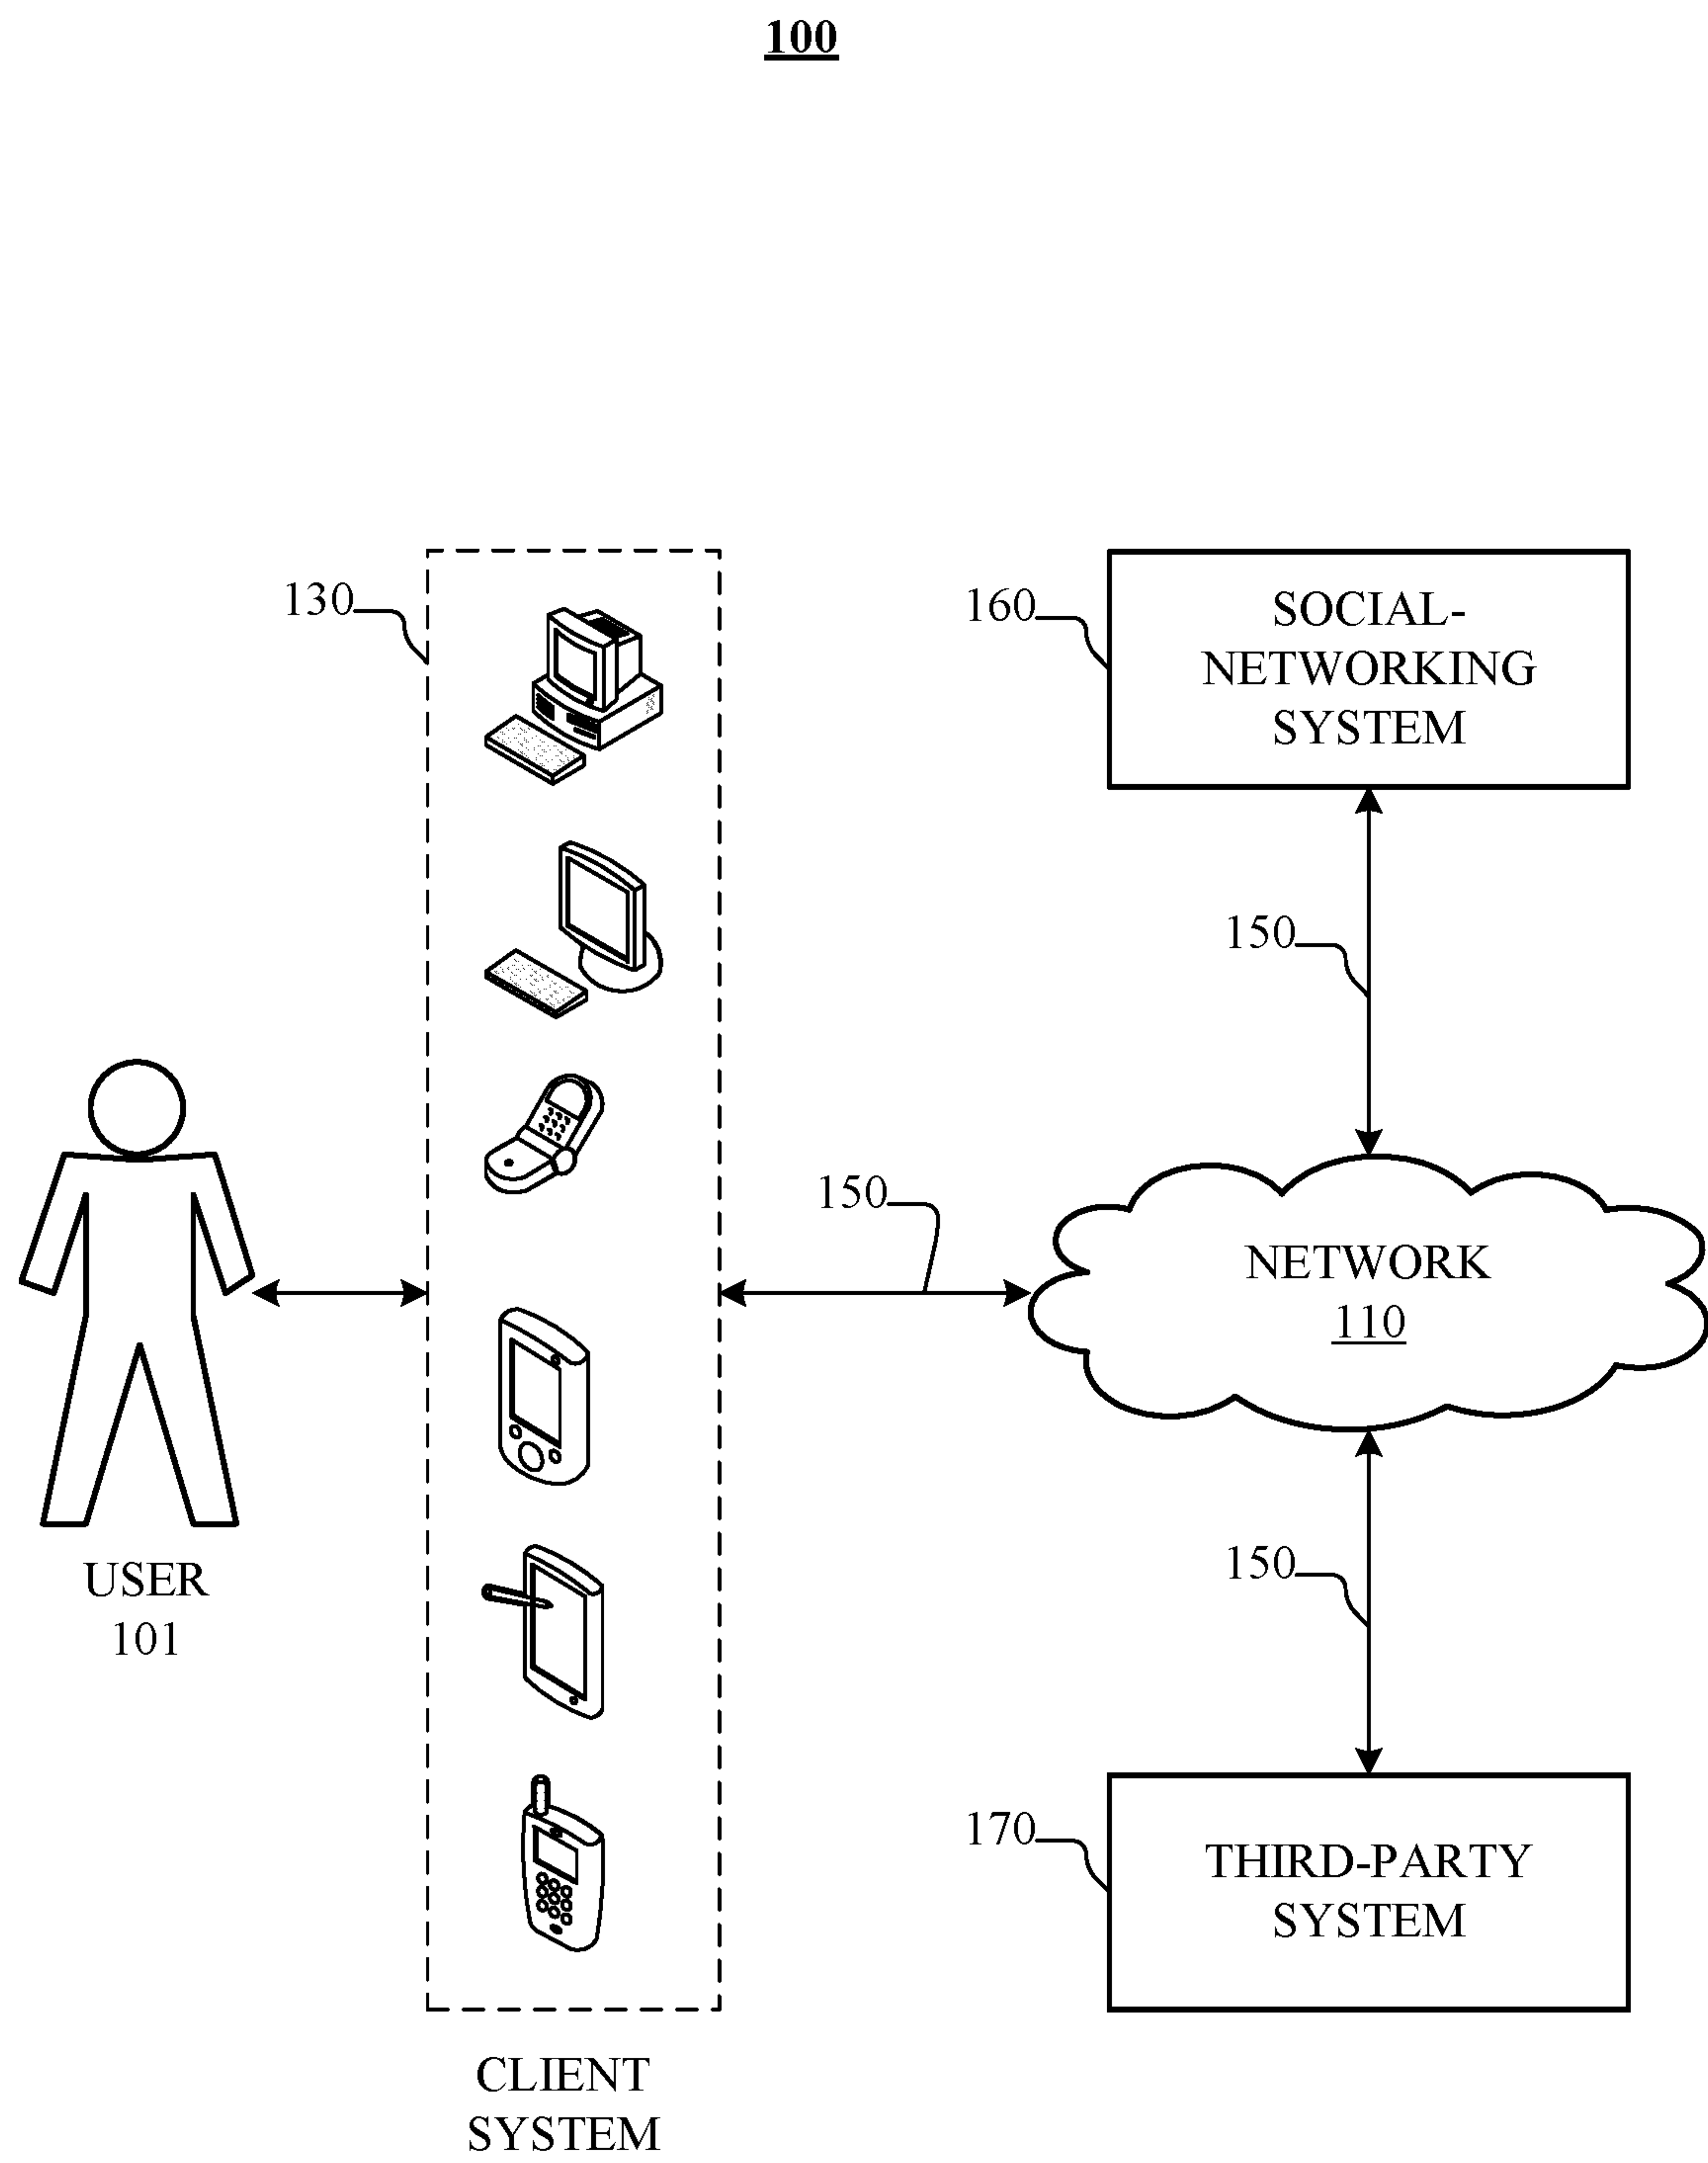 100
130
160
SOCIAL-
NETWORKING
SYSTEM
150
150
NETWORK
110
USER
101
150
170
THIRD-PARTY
SYSTEM
CLIENT
SYSTEM